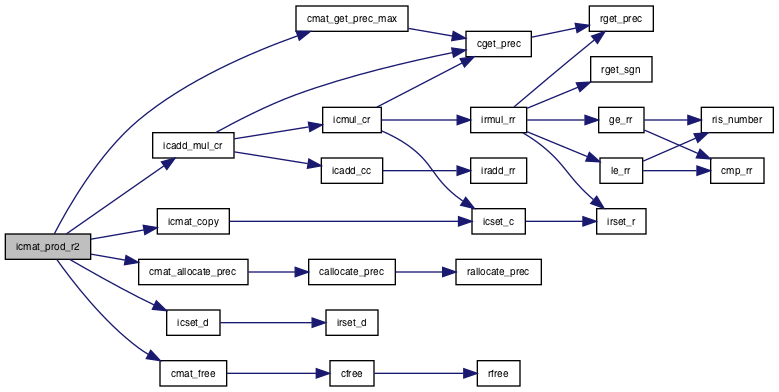 cmat_get_prec_max
rget_prec
cget_prec
rget_sgn
icmul_cr
irmul_rr
ge_rr
ris_number
icadd_mul_cr
icadd_cc
iradd_rr
le_rr
cmp_rr
icmat_copy
icset_c
irset_r
icmat_prod_r2
cmat_allocate_prec
callocate_prec
rallocate_prec
icset_d
irset_d
cmat_free
cfree
rfree